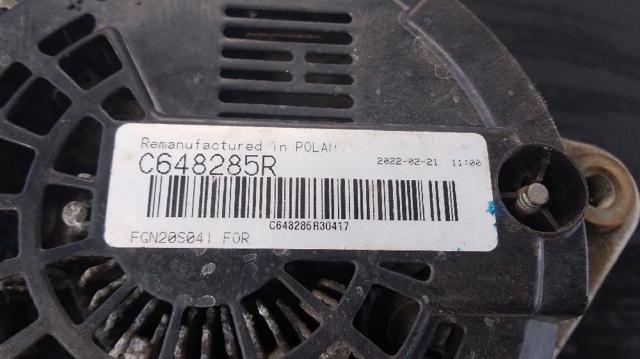 Remanufactured in POLAN
2022-02-21 11:00
C648285R
C648285R30417
FGN20S041 FOR